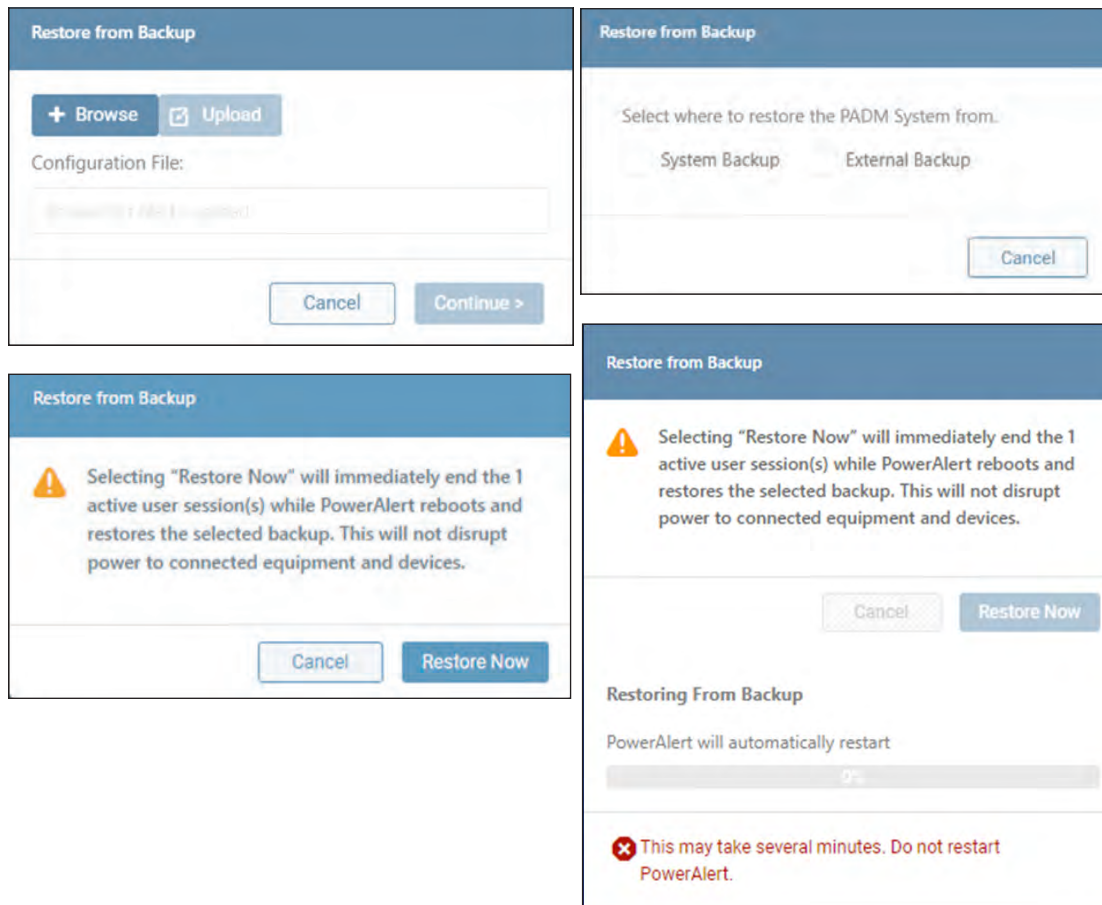 Restore from Backup
+ Browse
Upload
Configuration File:
Cancel
Continue >
Restore from Backup
Select where to restore the PADM System from.
System Backup
External Backup
Cancel
Restore from Backup
Selecting “Restore Now” will immediately end the 1
active user session(s) while PowerAlert reboots and
restores the selected backup. This will not disrupt
power to connected equipment and devices.
Cancel
Restore Now
Restore from Backup
Selecting “Restore Now” will immediately end the 1
active user session(s) while PowerAlert reboots and
restores the selected backup. This will not disrupt
power to connected equipment and devices.
Cancel
Restore Now
Restoring From Backup
PowerAlert will automatically restart
0%
This may take several minutes. Do not restart
PowerAlert.